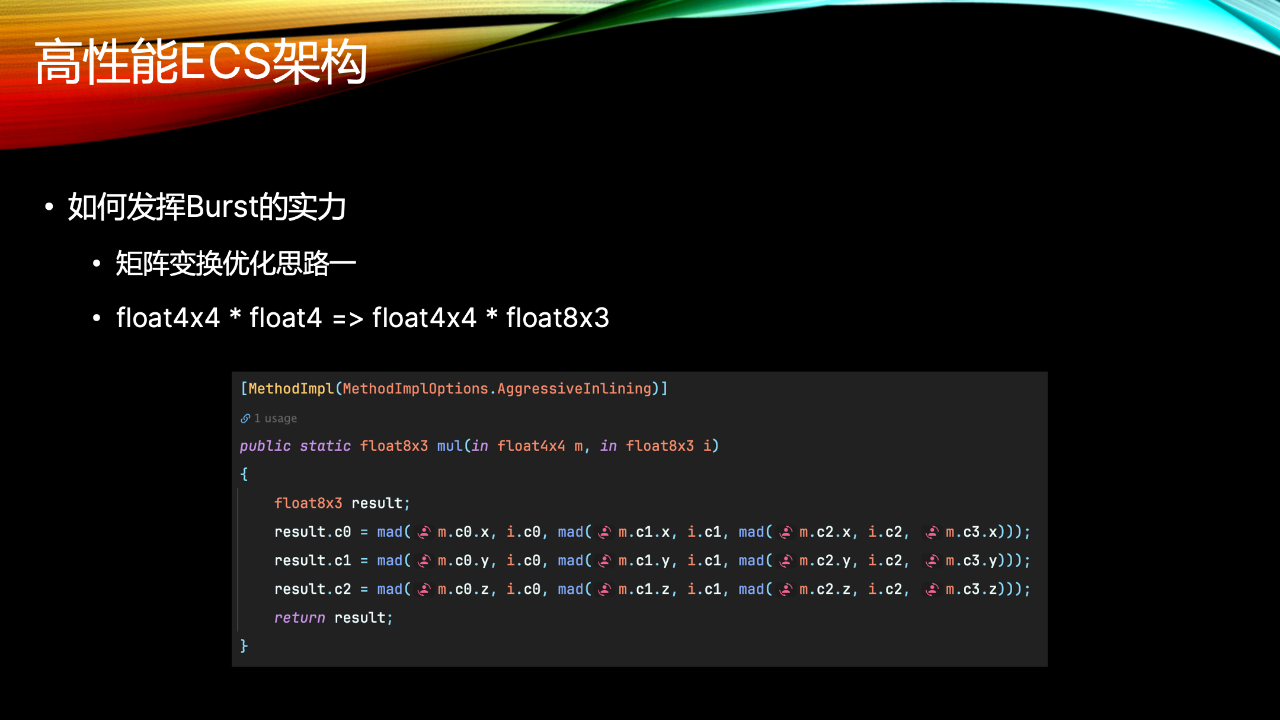 高性能ECS架构
• 如何发挥Burst的实力
• 矩阵变换优化思路一
• float4x4 * float4 => float4x4 * float8x3
[MethodImpl(MethodImplOptions.AggressiveInlining)]
1 usage
public static float8x3 mul(in float4x4 m, in float8x3 i)
{
float8x3 result;
result.c0 = mad( m.c0.x, i.c0, mad( m.c1.x, i.c1, mad( m.c2.x, i.c2, m.c3.x)));
result.c1 = mad( m.c0.y, i.c0, mad( m.c1.y, i.c1, mad( m.c2.y, i.c2, m.c3.y)));
result.c2 = mad( m.c0.z, i.c0, mad( m.c1.z, i.c1, mad( m.c2.z, i.c2, m.c3.z)));
return result;
}